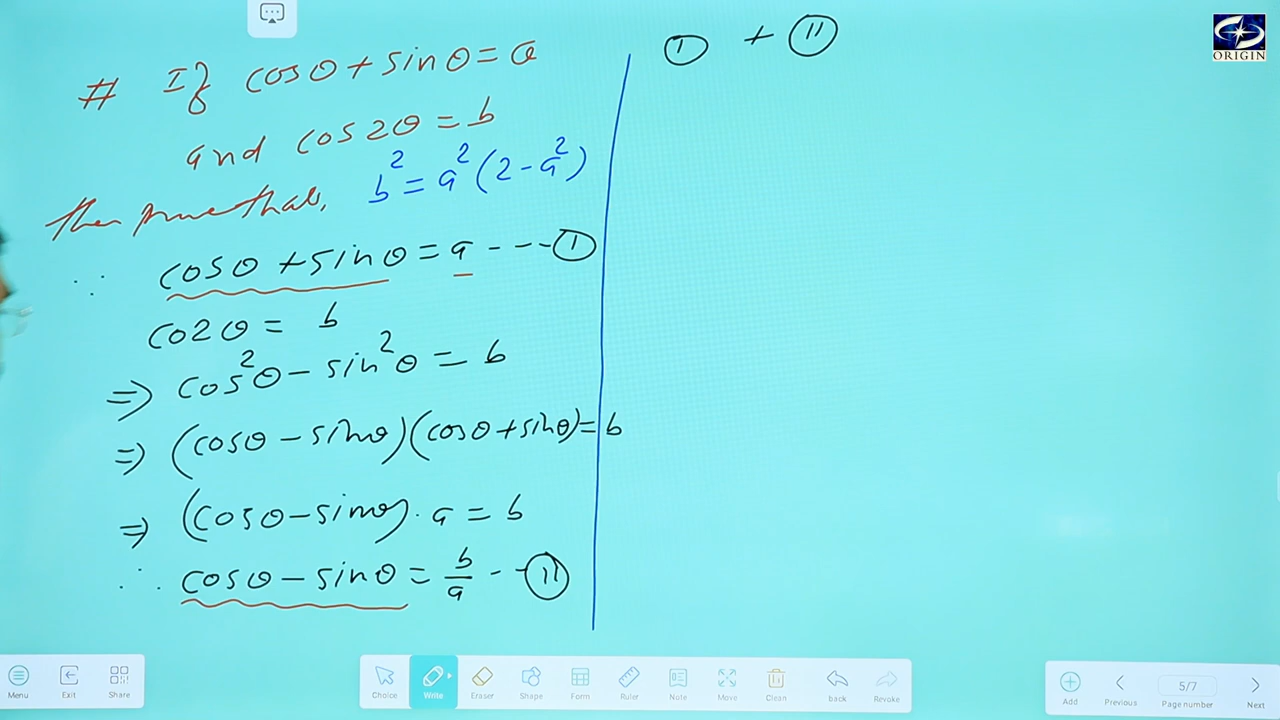 # If cosθ + sinθ = a
and cos2θ = b
then prove that, b² = a²(2-a²)
∵ cosθ + sinθ = a --- (I)
co2θ = b
=> cos²θ - sin²θ = b
=> (cosθ - sinθ)(cosθ + sinθ) = b
=> (cosθ - sinθ) · a = b
∴ cosθ - sinθ = b/a -- (II)
(I) + (II)
ORIGIN
Menu Exit Share
Choice Write Eraser Shape Form Ruler Note Move Clean back Revoke
Add Previous 5/7 Page number Next